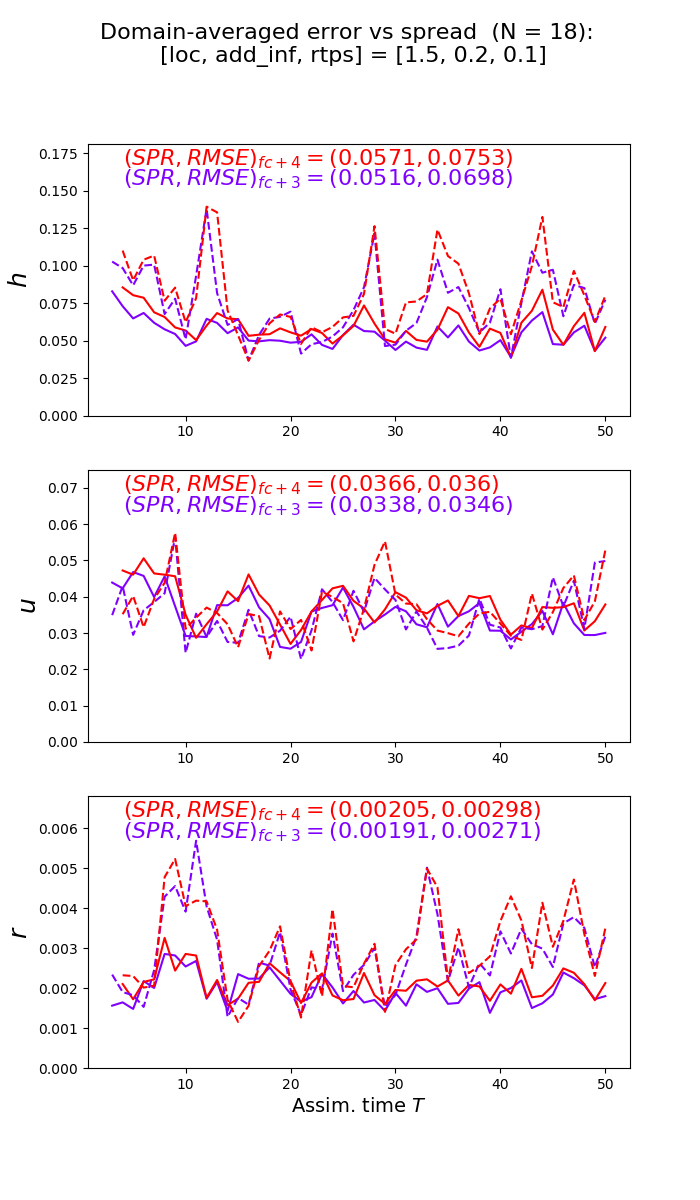 Domain-averaged error vs spread (N = 18):
[loc, add_inf, rtps] = [1.5, 0.2, 0.1]
(SPR, RMSE)fc+4 = (0.0571, 0.0753)
(SPR, RMSE)fc+3 = (0.0516, 0.0698)
0.175
0.150
0.125
0.100
0.075
0.050
0.025
0.000
h
10 20 30 40 50
(SPR, RMSE)fc+4 = (0.0366, 0.036)
(SPR, RMSE)fc+3 = (0.0338, 0.0346)
0.07
0.06
0.05
0.04
0.03
0.02
0.01
0.00
u
10 20 30 40 50
(SPR, RMSE)fc+4 = (0.00205, 0.00298)
(SPR, RMSE)fc+3 = (0.00191, 0.00271)
0.006
0.005
0.004
0.003
0.002
0.001
0.000
r
10 20 30 40 50
Assim. time T